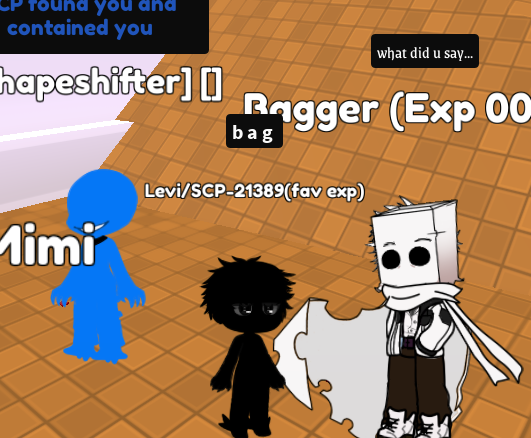 CP found you and
contained you
what did u say...
hapeshifter] []
Bagger (Exp 00
b a g
Levi/SCP-21389(fav exp)
Mimi